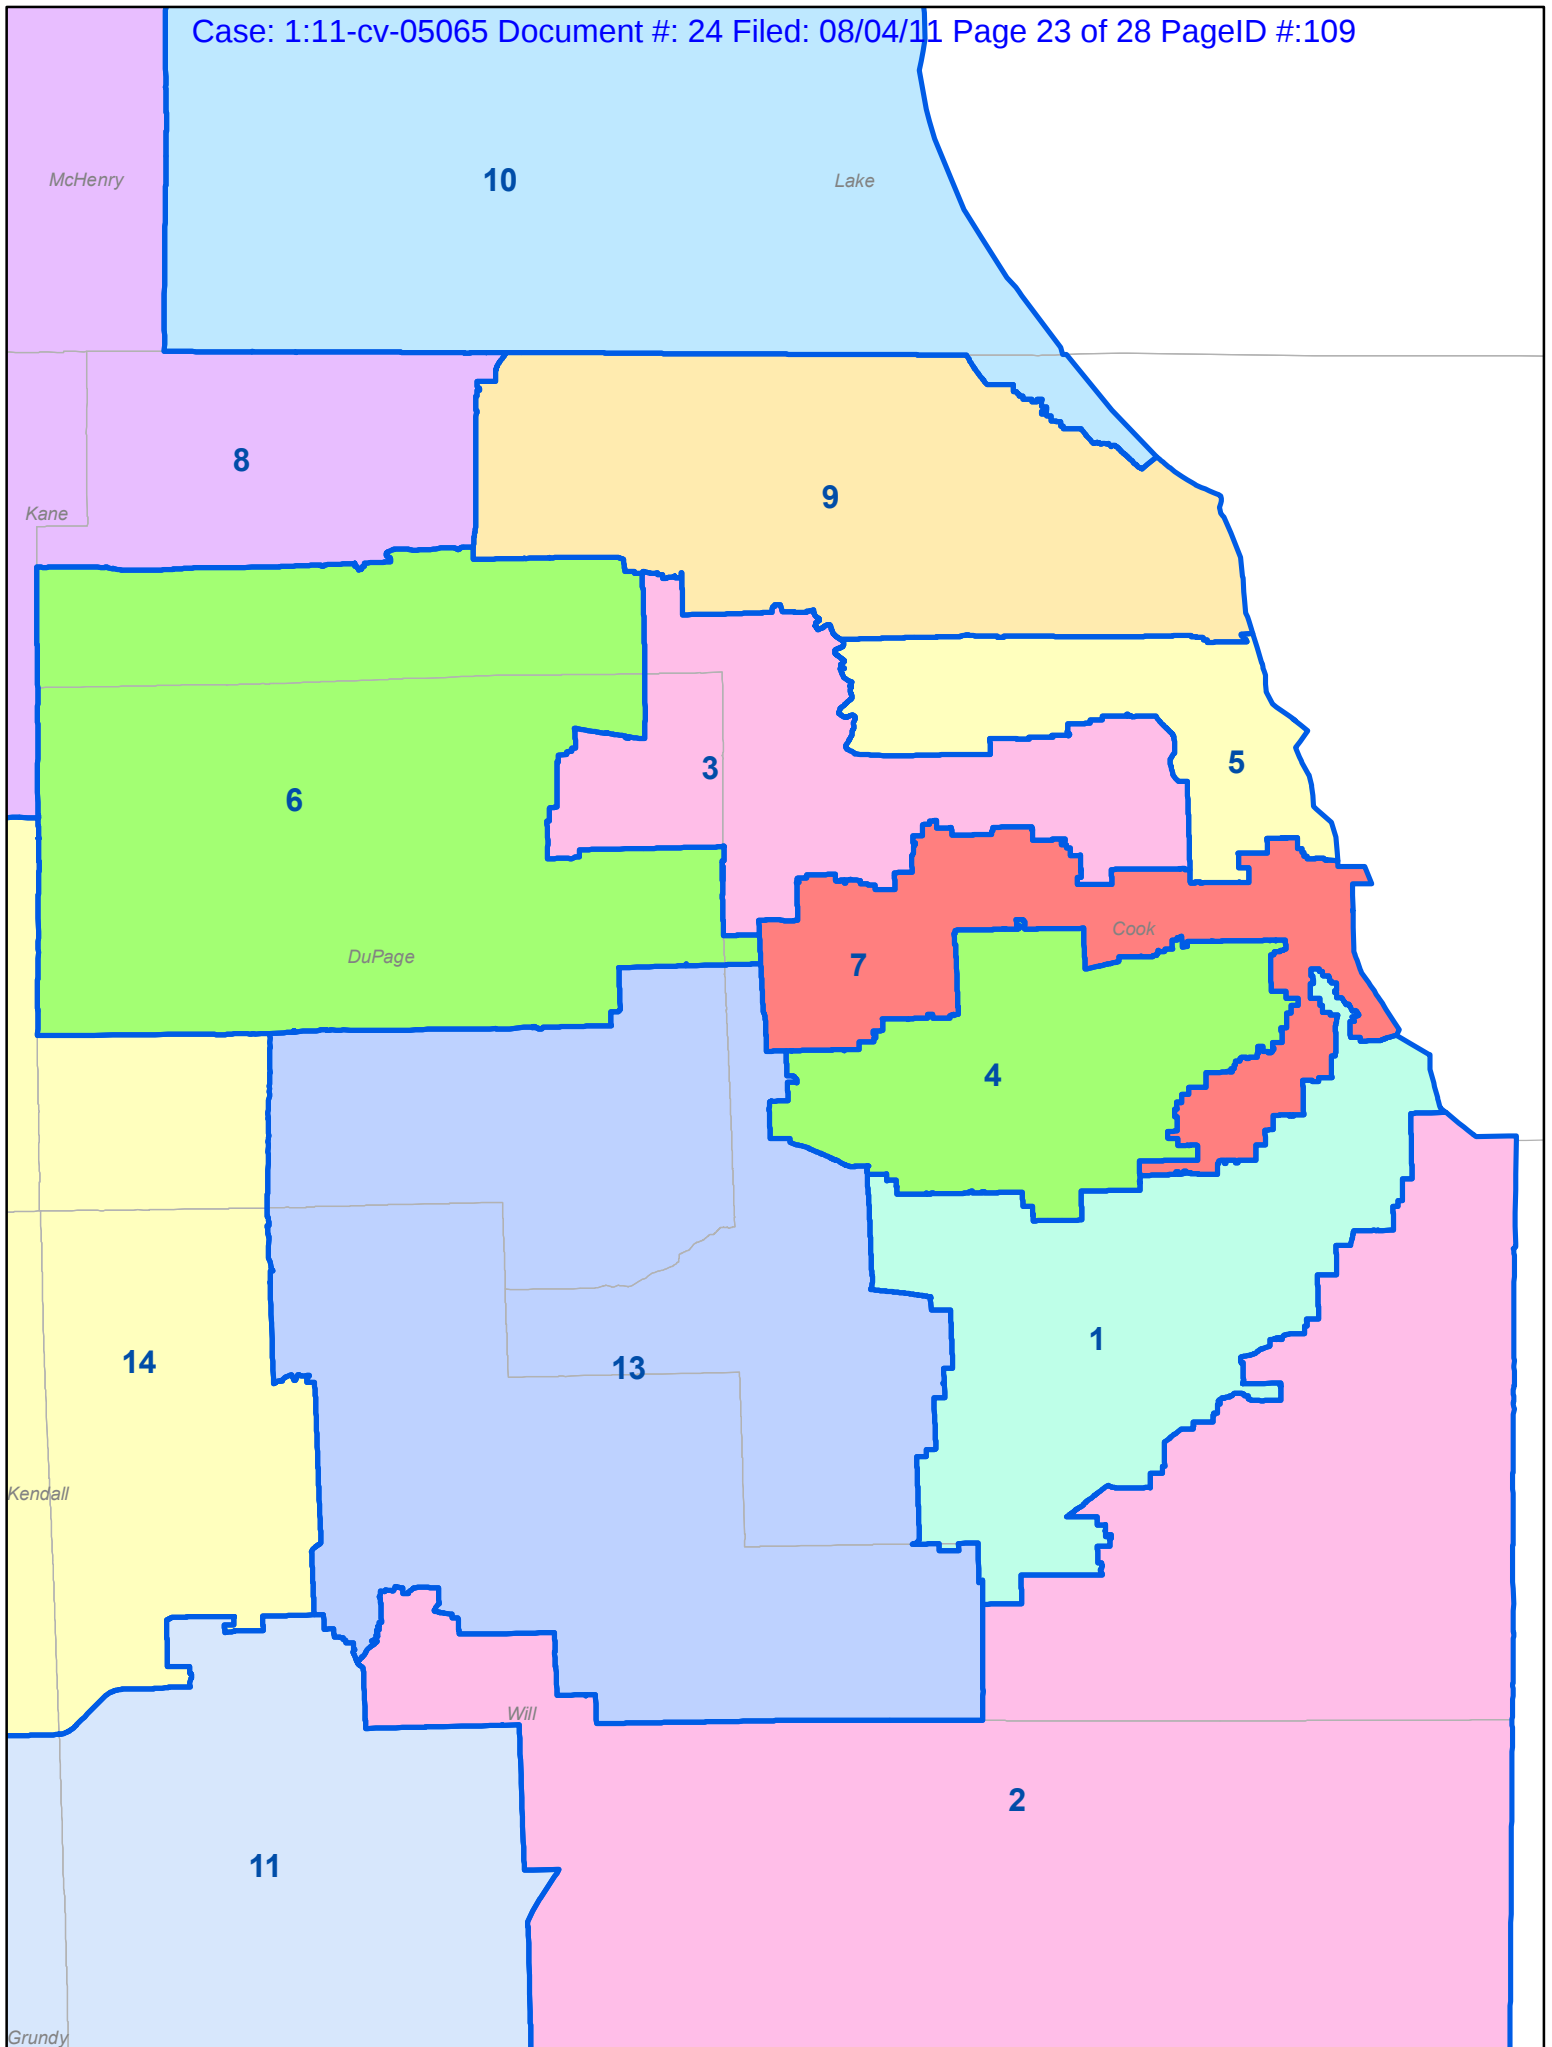 Case: 1:11-cv-05065 Document #: 24 Filed: 08/04/11 Page 23 of 28 PageID #:109
McHenry
10
Lake
8
9
Kane
3
5
6
Cook
DuPage
7
4
1
14
13
Kendall
Will
2
11
Grundy